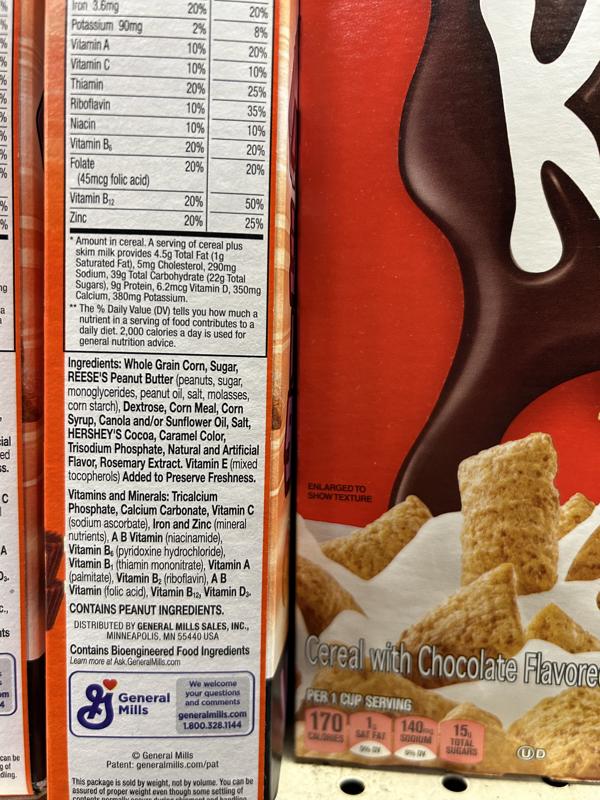 Iron 3.6mg 20% 20%
Potassium 90mg 2% 8%
Vitamin A 10% 20%
Vitamin C 10% 10%
Thiamin 20% 25%
Riboflavin 10% 35%
Niacin 10% 10%
Vitamin B₆ 20% 20%
Folate 20% 20%
(45mcg folic acid)
Vitamin B₁₂ 20% 50%
Zinc 20% 25%
* Amount in cereal. A serving of cereal plus
skim milk provides 4.5g Total Fat (1g
Saturated Fat), 5mg Cholesterol, 290mg
Sodium, 39g Total Carbohydrate (22g Total
Sugars), 9g Protein, 6.2mcg Vitamin D, 350mg
Calcium, 380mg Potassium.
** The % Daily Value (DV) tells you how much a
nutrient in a serving of food contributes to a
daily diet. 2,000 calories a day is used for
general nutrition advice.
Ingredients: Whole Grain Corn, Sugar,
REESE'S Peanut Butter (peanuts, sugar,
monoglycerides, peanut oil, salt, molasses,
corn starch), Dextrose, Corn Meal, Corn
Syrup, Canola and/or Sunflower Oil, Salt,
HERSHEY'S Cocoa, Caramel Color,
Trisodium Phosphate, Natural and Artificial
Flavor, Rosemary Extract. Vitamin E (mixed
tocopherols) Added to Preserve Freshness.
Vitamins and Minerals: Tricalcium
Phosphate, Calcium Carbonate, Vitamin C
(sodium ascorbate), Iron and Zinc (mineral
nutrients), A B Vitamin (niacinamide),
Vitamin B₆ (pyridoxine hydrochloride),
Vitamin B₁ (thiamin mononitrate), Vitamin A
(palmitate), Vitamin B₂ (riboflavin), A B
Vitamin (folic acid), Vitamin B₁₂, Vitamin D₃.
CONTAINS PEANUT INGREDIENTS.
DISTRIBUTED BY GENERAL MILLS SALES, INC.,
MINNEAPOLIS, MN 55440 USA
Contains Bioengineered Food Ingredients
Learn more at Ask.GeneralMills.com
General
Mills
We welcome
your questions
and comments
generalmills.com
1.800.328.1144
© General Mills
Patent: generalmills.com/pat
This package is sold by weight, not by volume. You can be
assured of proper weight even though some settling of
contents normally occurs during shipment and handling.
K
ENLARGED TO
SHOW TEXTURE
Cereal with Chocolate Flavored
PER 1 CUP SERVING
170 CALORIES
1g SAT FAT 5% DV
140mg SODIUM 6% DV
15g TOTAL SUGARS
U D